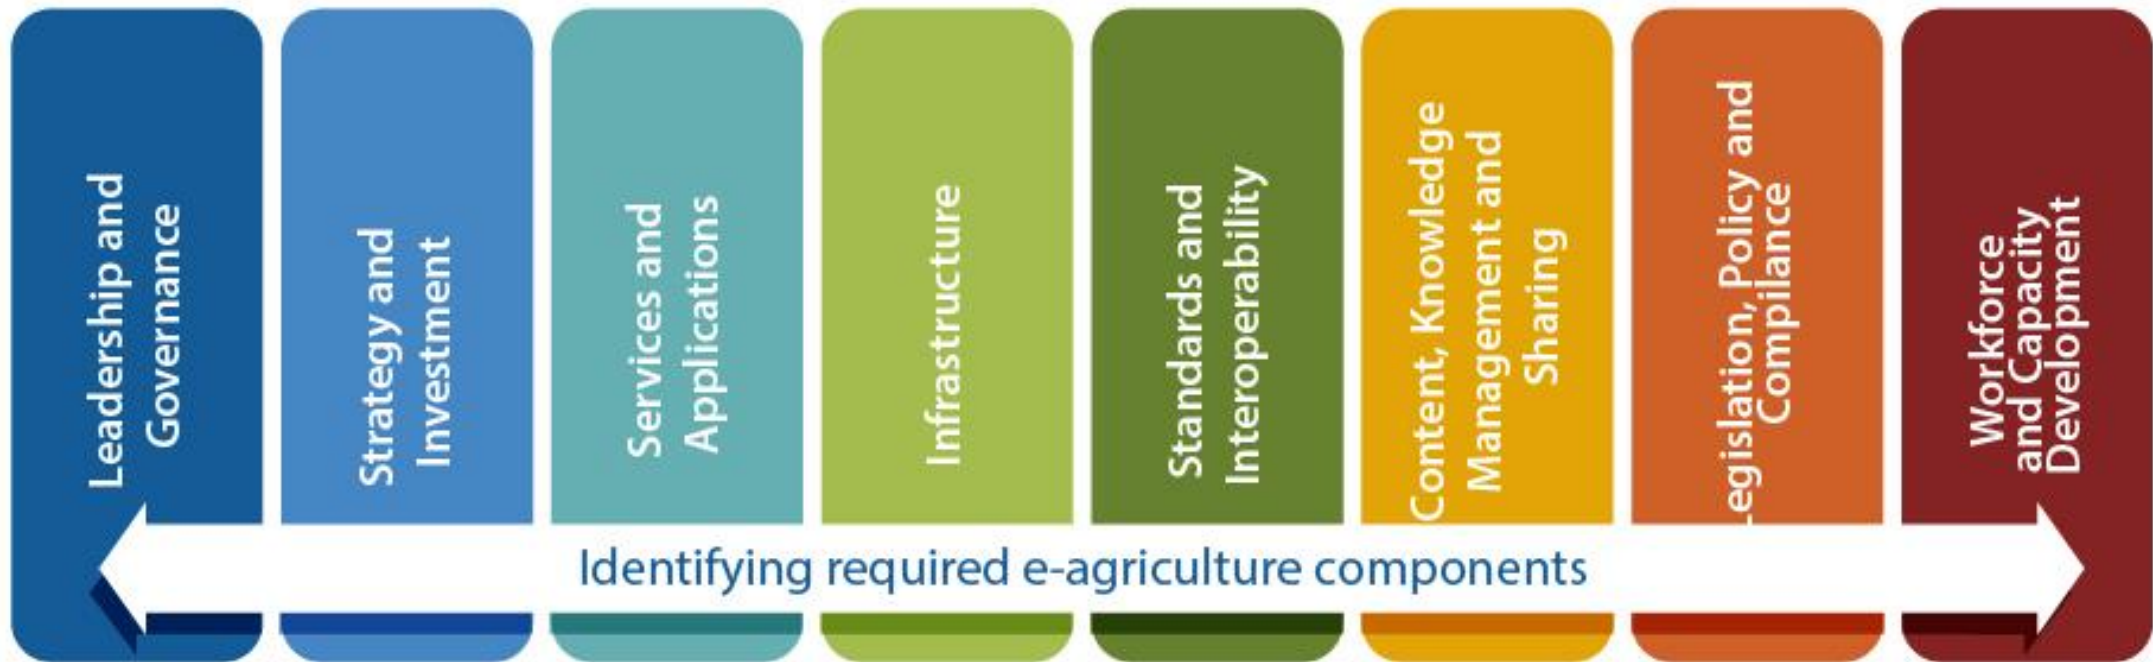 Leadership and
Governance
Strategy and
Investment
Services and
Applications
Infrastructure
Standards and
Interoperability
Content, Knowledge
Management and
Sharing
Legislation, Policy and
Compilance
Workforce
and Capacity
Development
Identifying required e-agriculture components